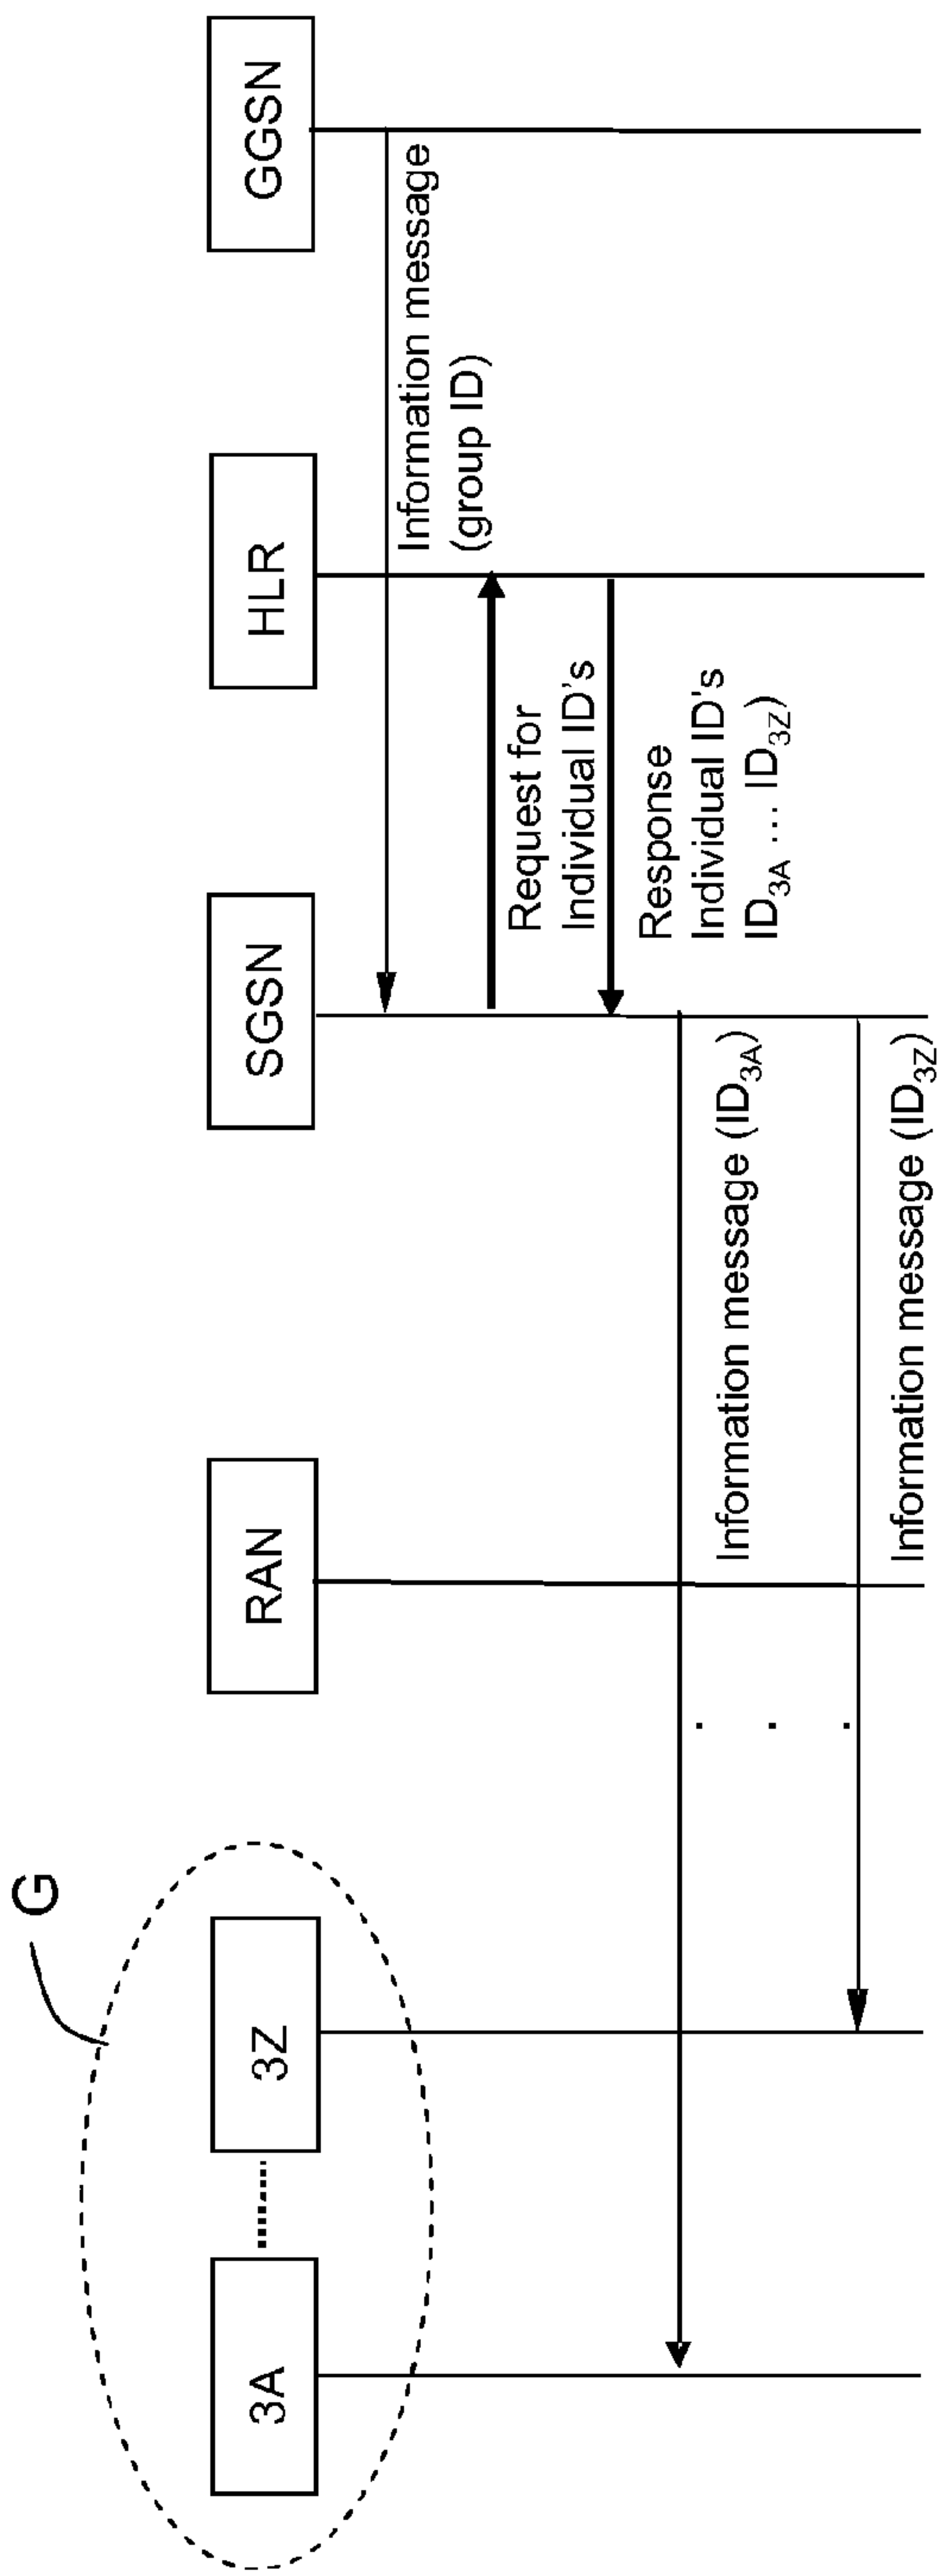 G
3A
3Z
RAN
SGSN
HLR
GGSN
Information message
(group ID)
Request for
Individual ID's
Response
Individual ID's
ID3A ... ID3Z)
Information message (ID3A)
. . .
Information message (ID3Z)